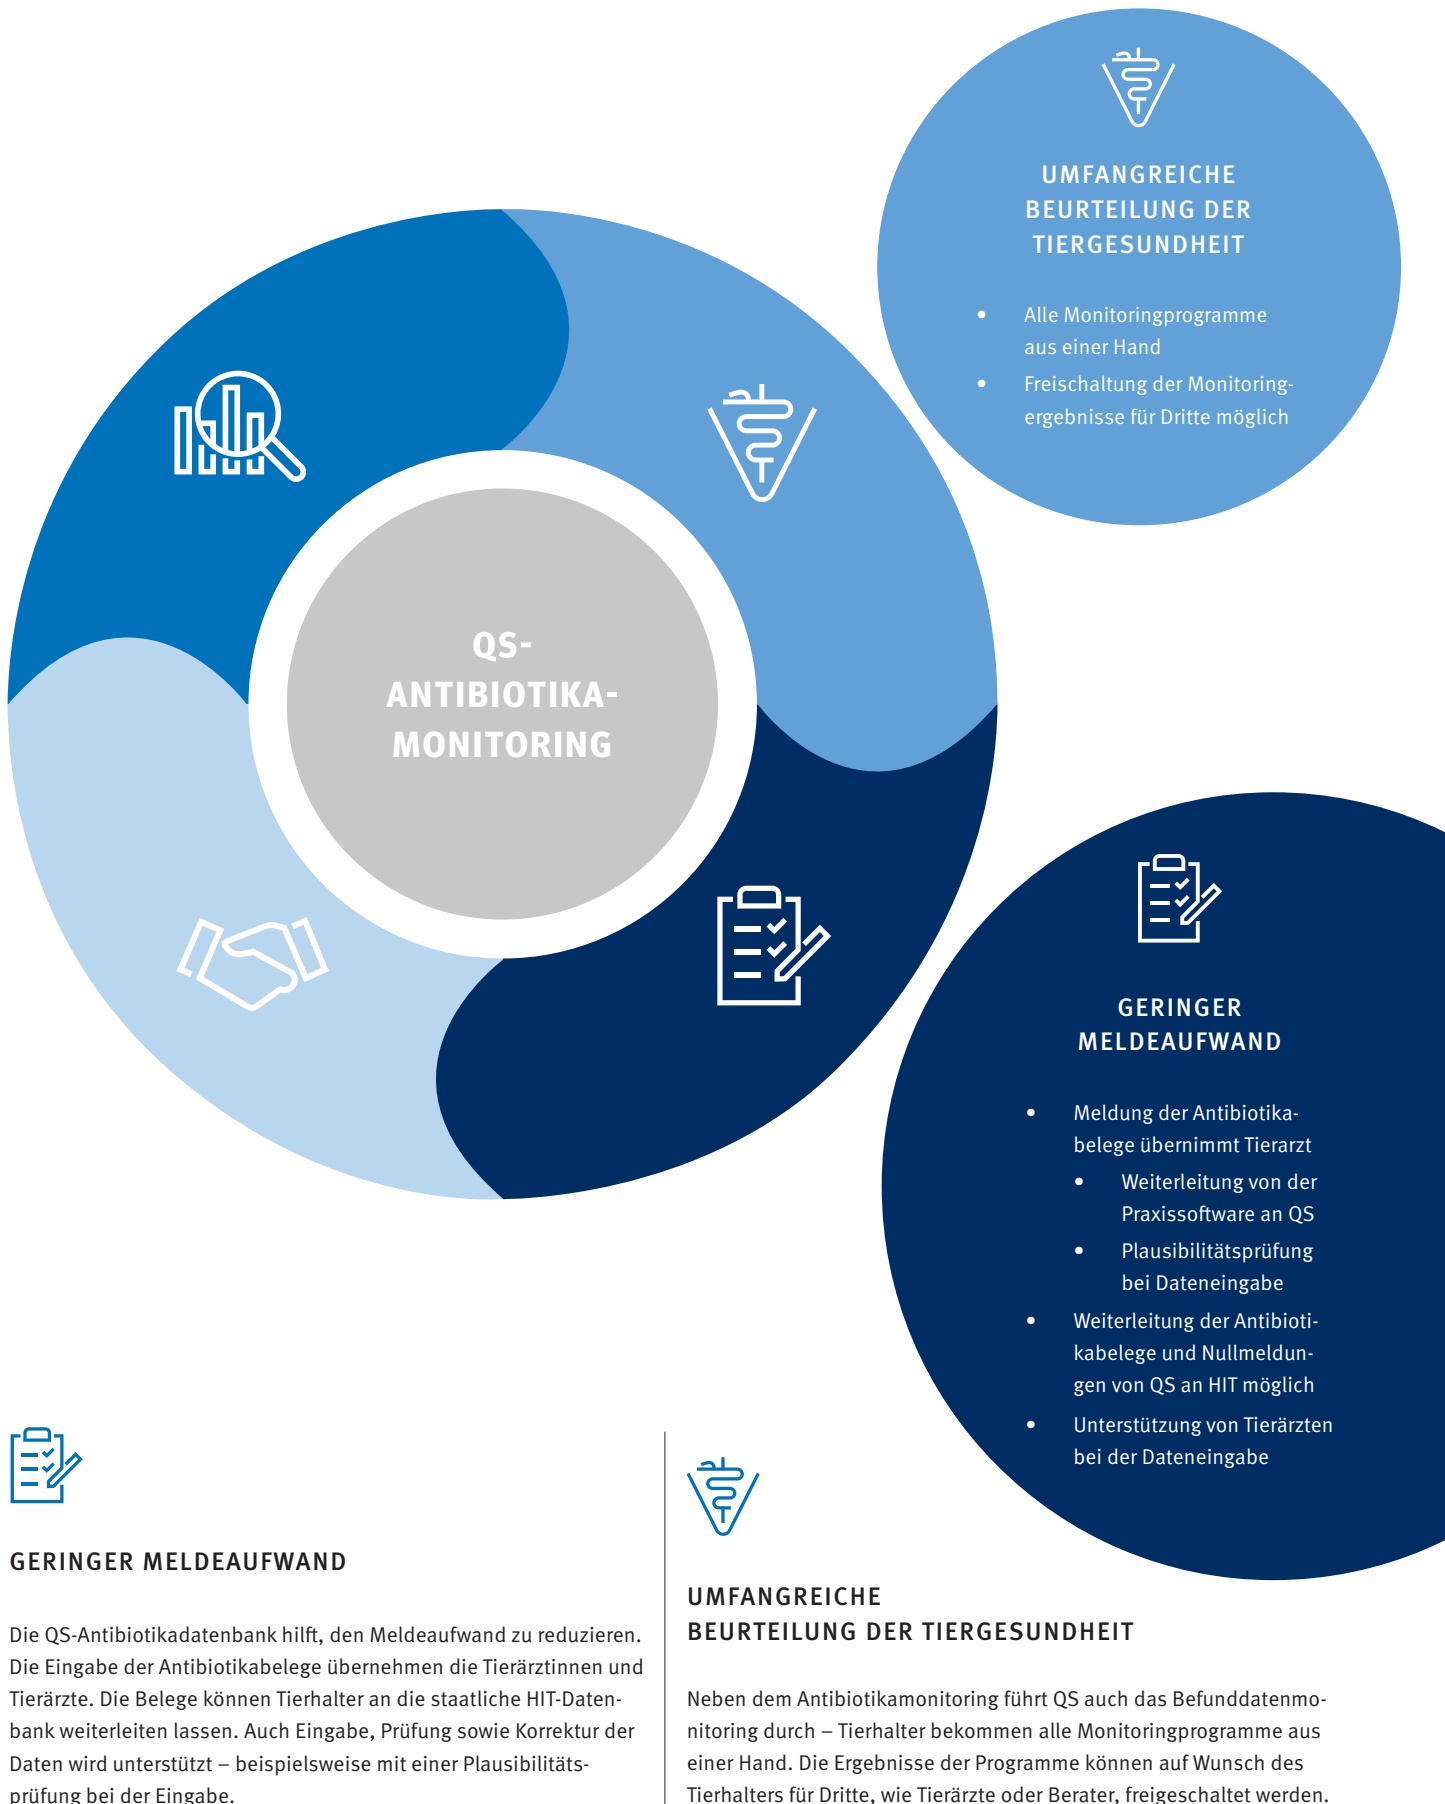 UMFANGREICHE
BEURTEILUNG DER
TIERGESUNDHEIT
• Alle Monitoringprogramme
aus einer Hand
• Freischaltung der Monitoring-
ergebnisse für Dritte möglich
QS-
ANTIBIOTIKA-
MONITORING
GERINGER
MELDEAUFWAND
• Meldung der Antibiotika-
belege übernimmt Tierarzt
• Weiterleitung von der
Praxissoftware an QS
• Plausibilitätsprüfung
bei Dateneingabe
• Weiterleitung der Antibioti-
kabelege und Nullmeldun-
gen von QS an HIT möglich
• Unterstützung von Tierärzten
bei der Dateneingabe
GERINGER MELDEAUFWAND
Die QS-Antibiotikadatenbank hilft, den Meldeaufwand zu reduzieren.
Die Eingabe der Antibiotikabelege übernehmen die Tierärztinnen und
Tierärzte. Die Belege können Tierhalter an die staatliche HIT-Daten-
bank weiterleiten lassen. Auch Eingabe, Prüfung sowie Korrektur der
Daten wird unterstützt – beispielsweise mit einer Plausibilitäts-
prüfung bei der Eingabe.
UMFANGREICHE
BEURTEILUNG DER TIERGESUNDHEIT
Neben dem Antibiotikamonitoring führt QS auch das Befunddatenmo-
nitoring durch – Tierhalter bekommen alle Monitoringprogramme aus
einer Hand. Die Ergebnisse der Programme können auf Wunsch des
Tierhalters für Dritte, wie Tierärzte oder Berater, freigeschaltet werden.